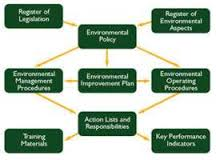 Register of
Legislation
Register of
Environmental
Aspects
Environmental
Policy
Environmental
Management
Procedures
Environmental
Improvement Plan
Environmental
Operating
Procedures
Action Lists and
Responsibilities
Training
Materials
Key Performance
Indicators